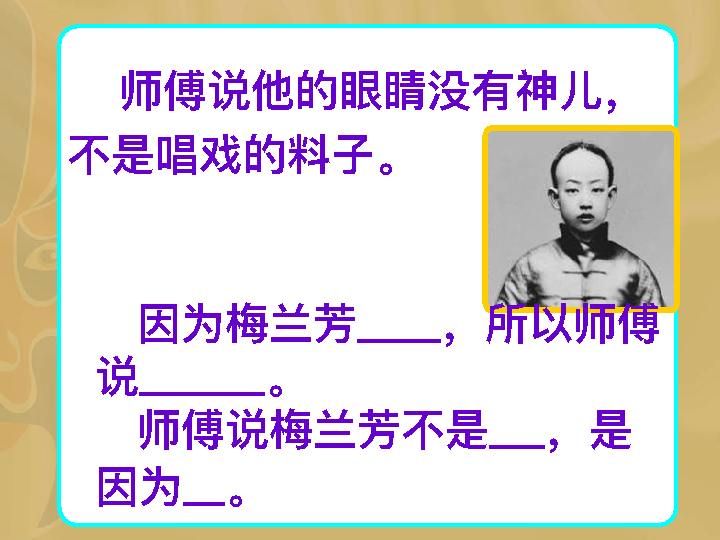 师傅说他的眼睛没有神儿，
不是唱戏的料子。
因为梅兰芳____，所以师傅
说______。
师傅说梅兰芳不是___，是
因为__。